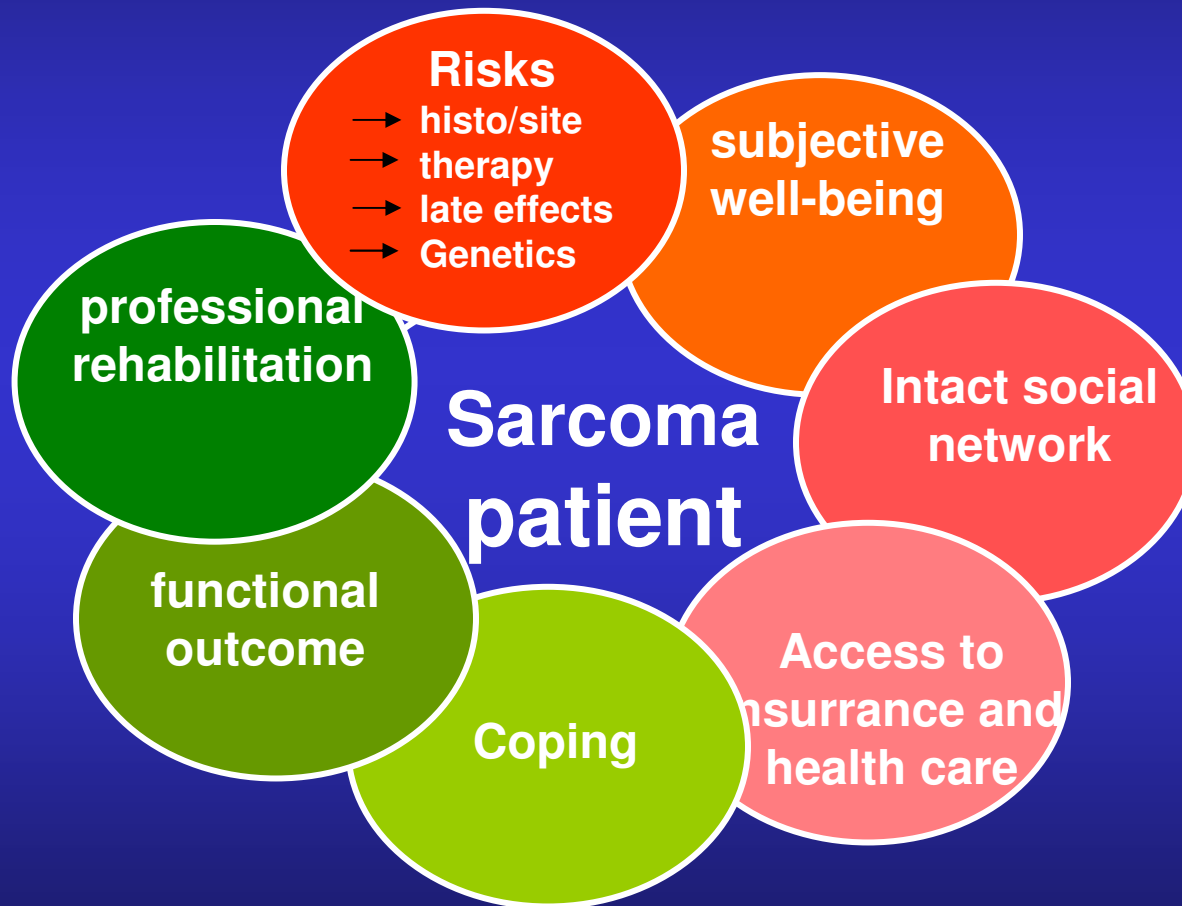 Risks
→ histo/site
→ therapy
→ late effects
→ Genetics
subjective
well-being
Intact social
network
Access to
nsurrance and
health care
Coping
functional
outcome
professional
rehabilitation
Sarcoma
patient